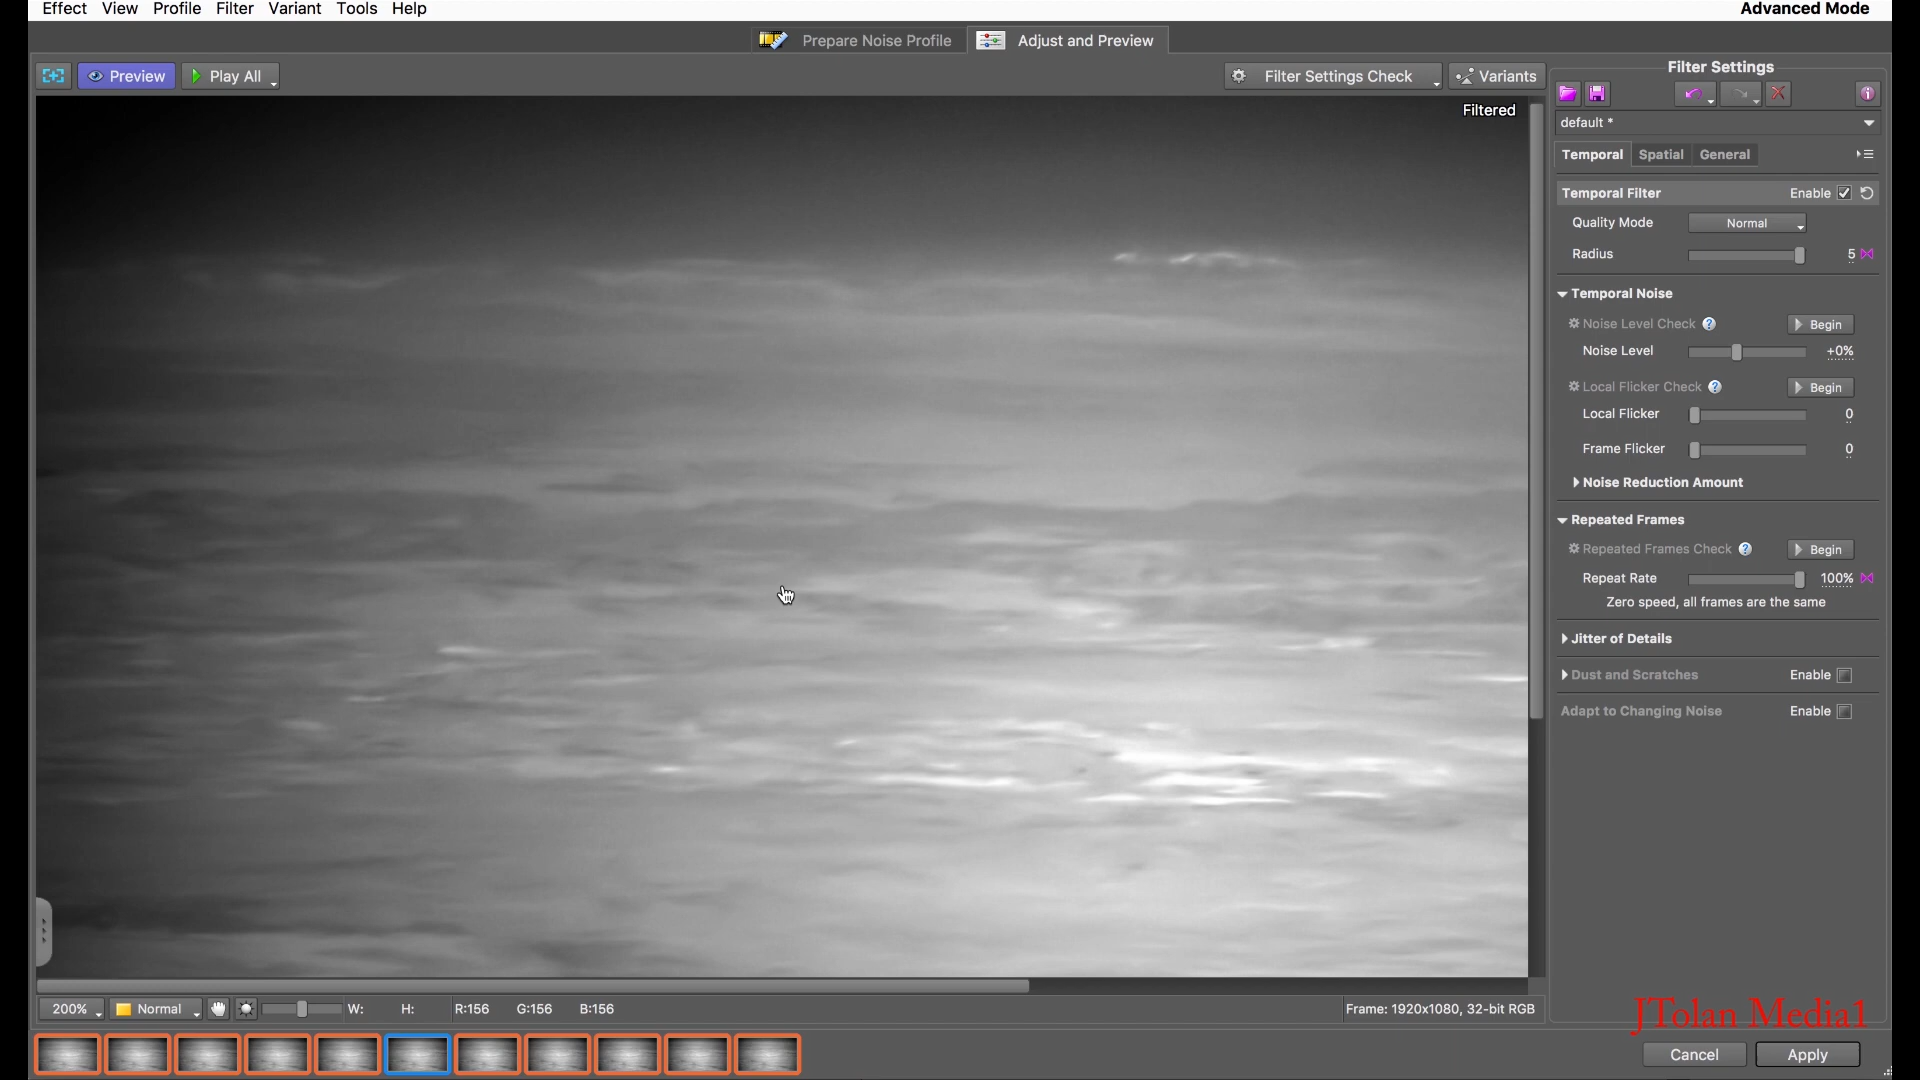 Effect View Profile Filter Variant Tools Help
Advanced Mode
Prepare Noise Profile
Adjust and Preview
Preview
Play All
Filter Settings Check
Variants
Filter Settings
Filtered
default *
Temporal Spatial General
Temporal Filter Enable
Quality Mode Normal
Radius 5
Temporal Noise
Noise Level Check Begin
Noise Level +0%
Local Flicker Check Begin
Local Flicker 0
Frame Flicker 0
Noise Reduction Amount
Repeated Frames
Repeated Frames Check Begin
Repeat Rate 100%
Zero speed, all frames are the same
Jitter of Details
Dust and Scratches Enable
Adapt to Changing Noise Enable
200% Normal W: H: R:156 G:156 B:156 Frame: 1920x1080, 32-bit RGB
JTolan Media1
Cancel Apply